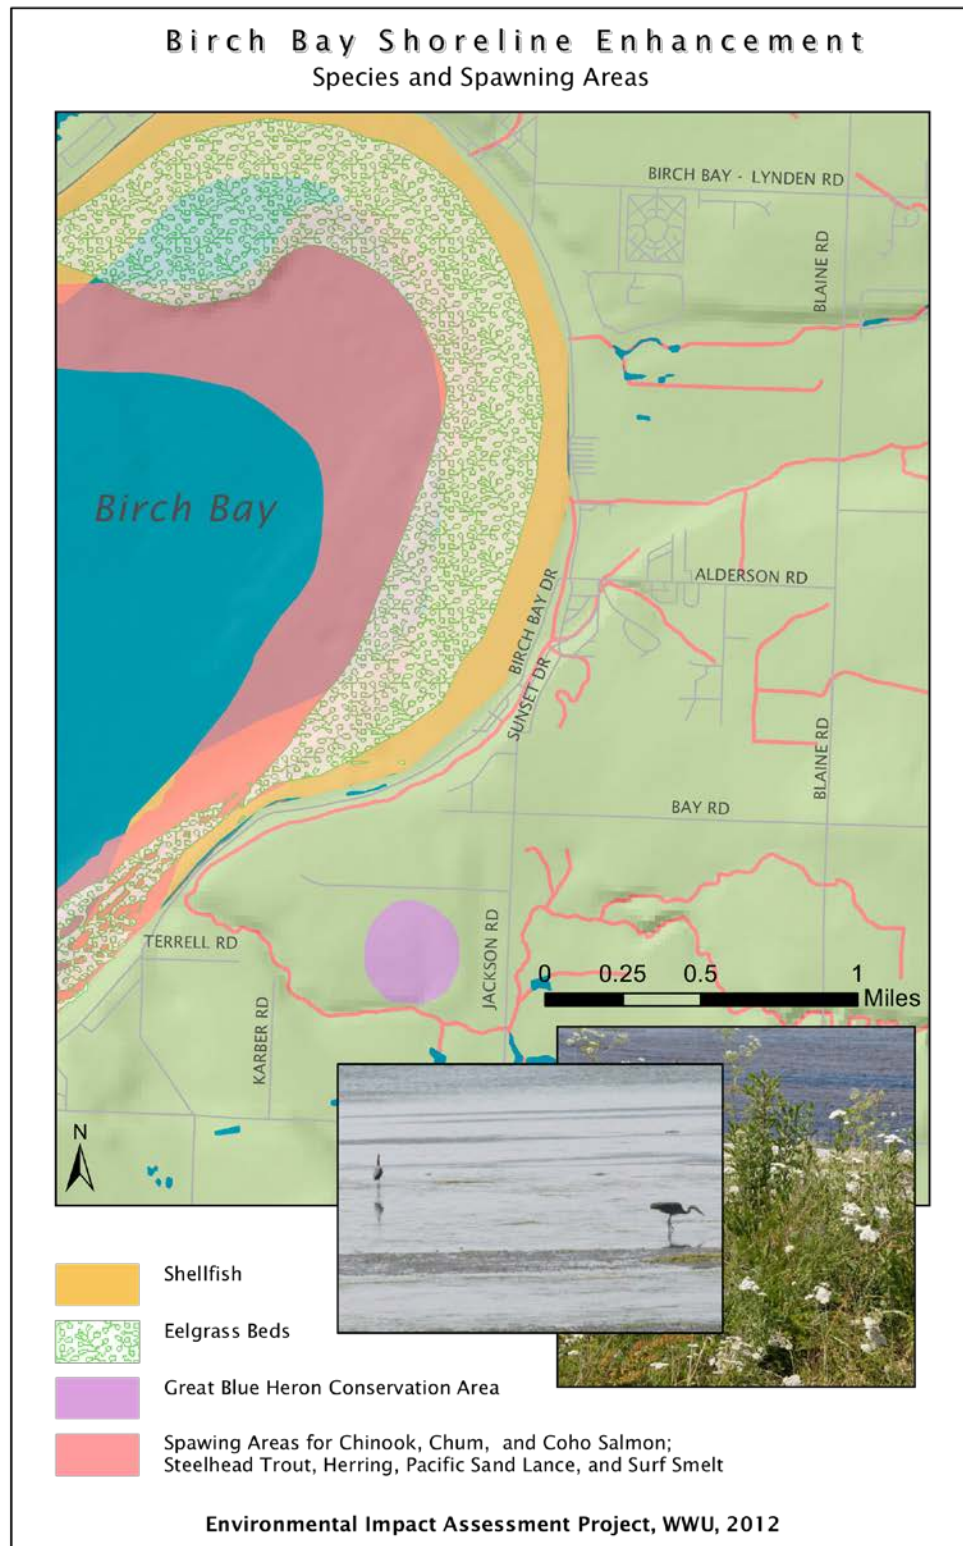 Birch Bay Shoreline Enhancement
Species and Spawning Areas
BIRCH BAY - LYNDEN RD
BLAINE RD
Birch Bay
ALDERSON RD
BIRCH BAY DR
SUNSET DR
BLAINE RD
BAY RD
TERRELL RD
JACKSON RD
KARBER RD
0 0.25 0.5 1
Miles
N
Shellfish
Eelgrass Beds
Great Blue Heron Conservation Area
Spawing Areas for Chinook, Chum, and Coho Salmon;
Steelhead Trout, Herring, Pacific Sand Lance, and Surf Smelt
Environmental Impact Assessment Project, WWU, 2012